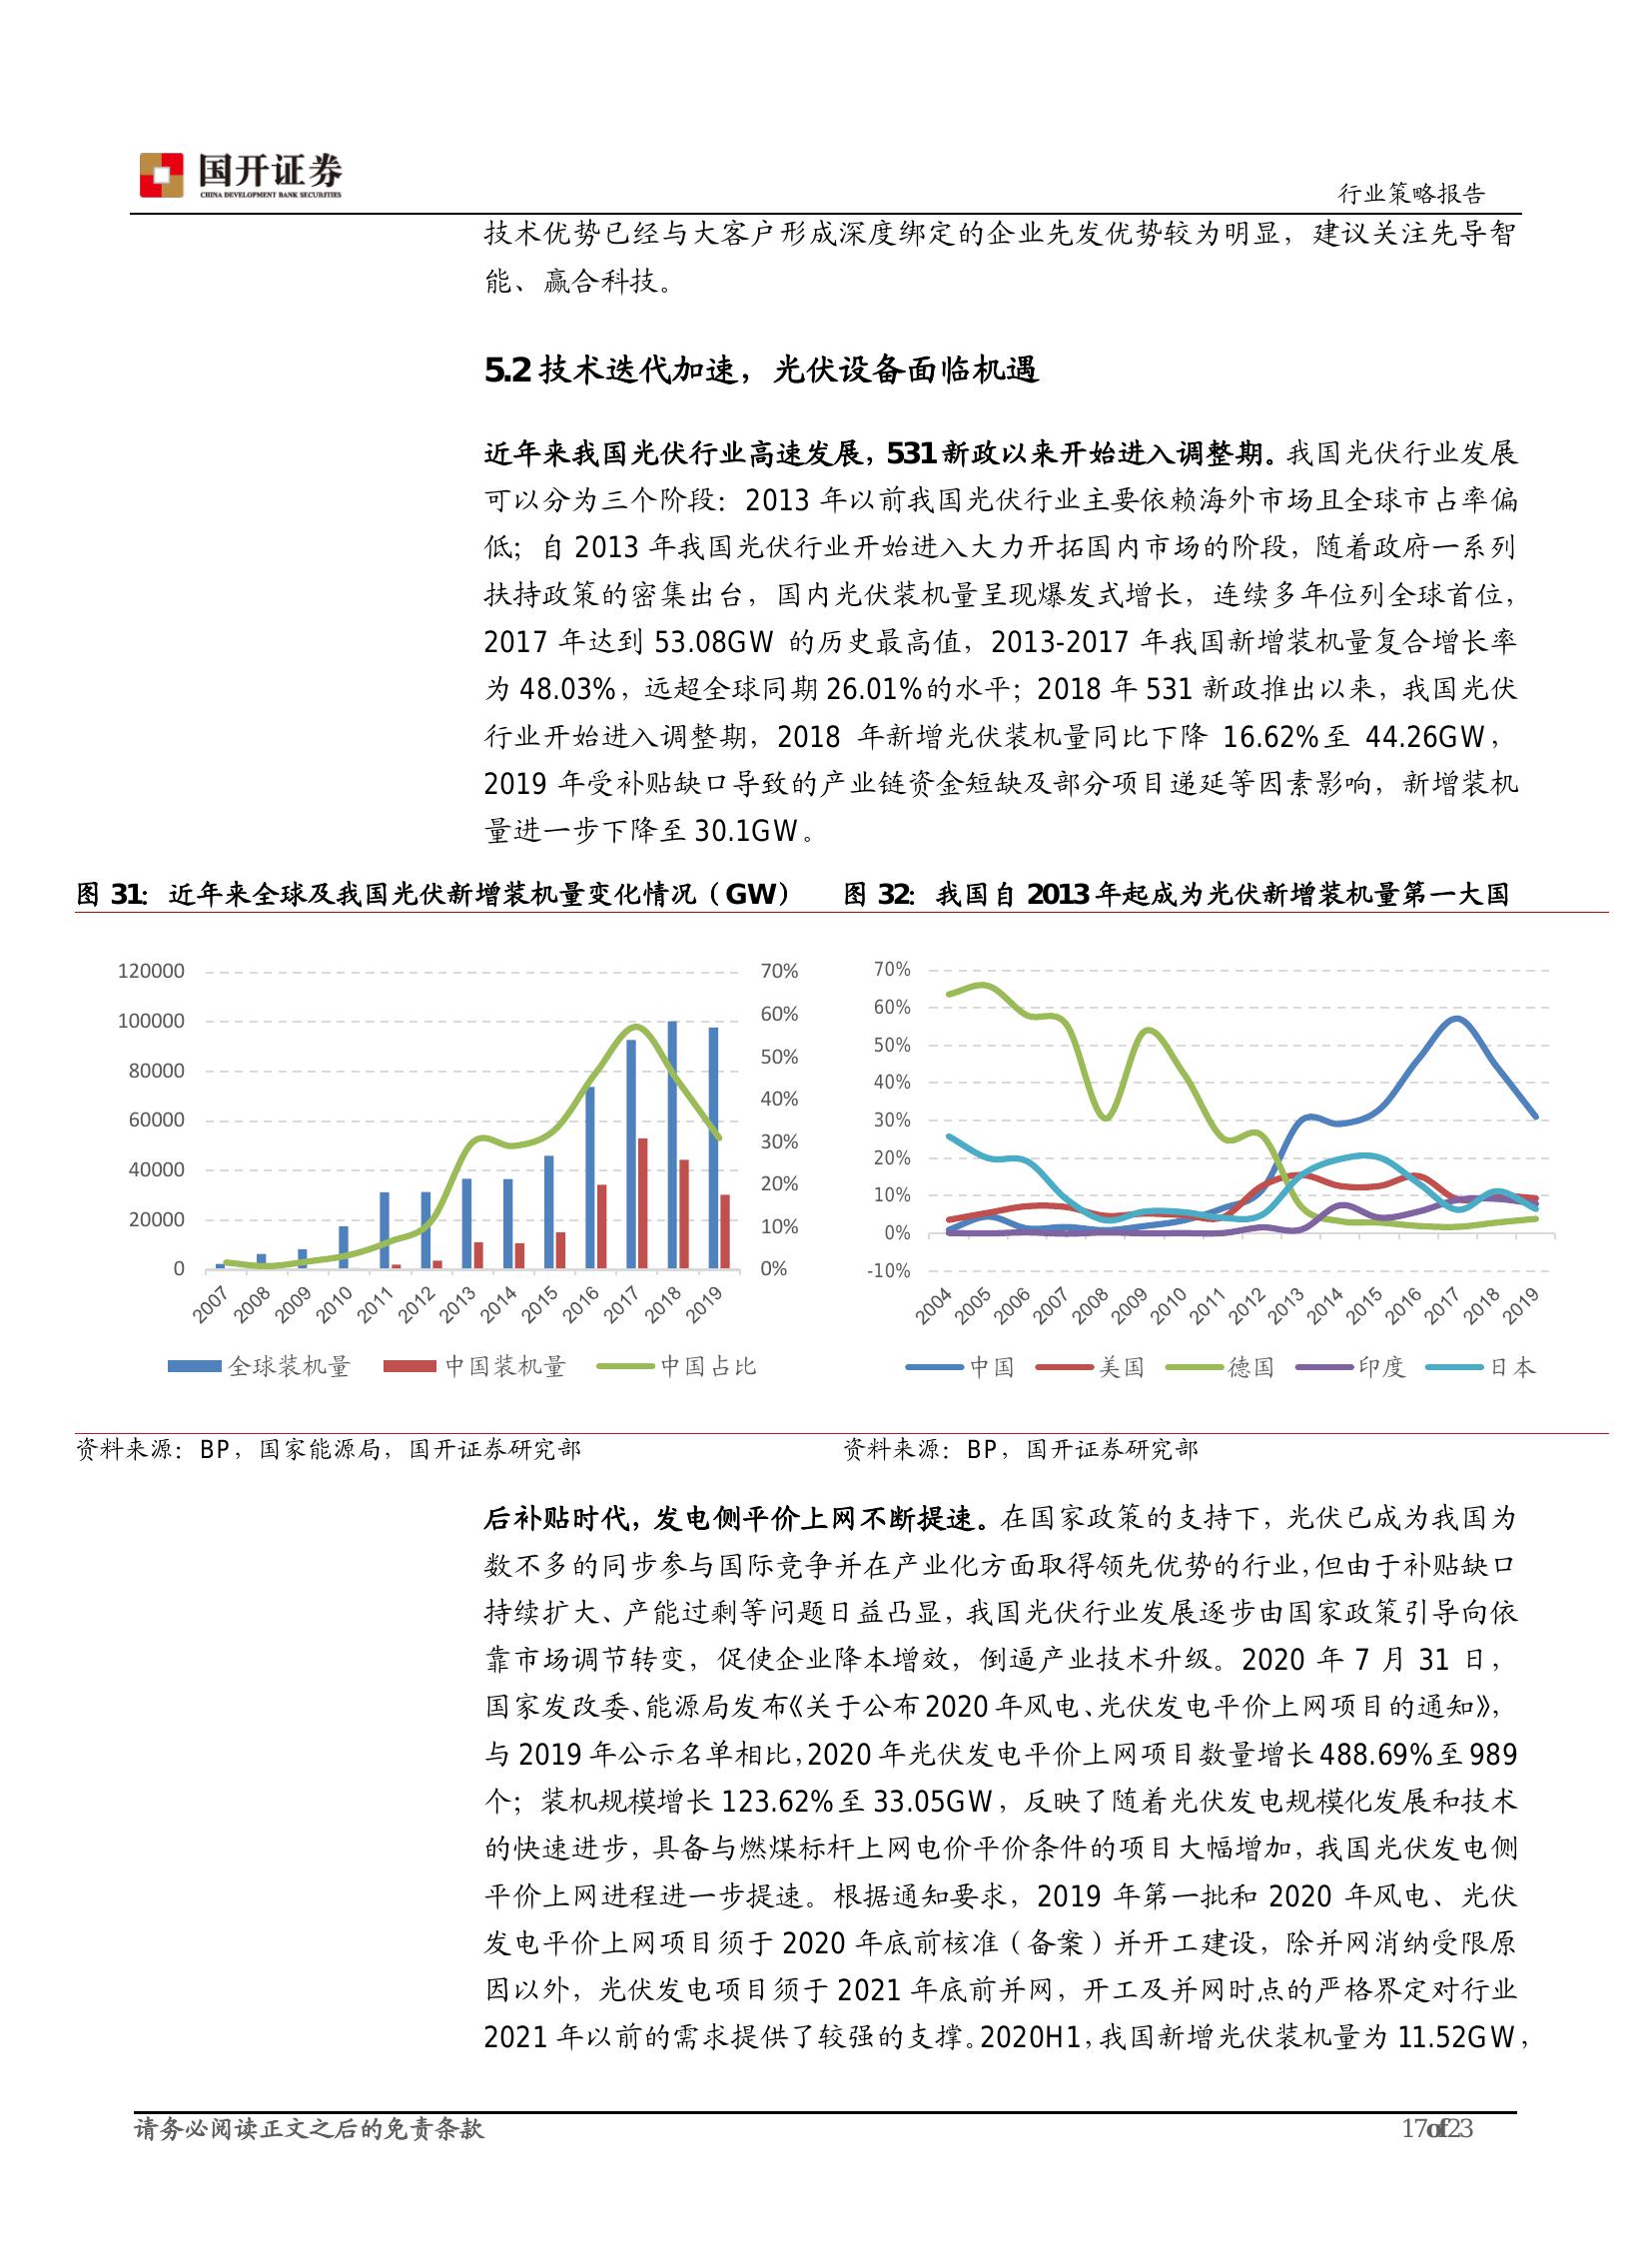 国开证券
CHINA DEVELOPMENT BANK SECURITIES
行业策略报告
技术优势已经与大客户形成深度绑定的企业先发优势较为明显，建议关注先导智
能、赢合科技。
5.2 技术迭代加速，光伏设备面临机遇
近年来我国光伏行业高速发展，531 新政以来开始进入调整期。我国光伏行业发展
可以分为三个阶段：2013 年以前我国光伏行业主要依赖海外市场且全球市占率偏
低；自 2013 年我国光伏行业开始进入大力开拓国内市场的阶段，随着政府一系列
扶持政策的密集出台，国内光伏装机量呈现爆发式增长，连续多年位列全球首位，
2017 年达到 53.08GW 的历史最高值，2013-2017 年我国新增装机量复合增长率
为 48.03%，远超全球同期 26.01%的水平；2018 年 531 新政推出以来，我国光伏
行业开始进入调整期，2018 年新增光伏装机量同比下降 16.62%至 44.26GW，
2019 年受补贴缺口导致的产业链资金短缺及部分项目递延等因素影响，新增装机
量进一步下降至 30.1GW。
图 31：近年来全球及我国光伏新增装机量变化情况（GW）
120000
100000
80000
60000
40000
20000
0
70%
60%
50%
40%
30%
20%
10%
0%
2007 2008 2009 2010 2011 2012 2013 2014 2015 2016 2017 2018 2019
全球装机量 中国装机量 中国占比
资料来源：BP，国家能源局，国开证券研究部
图 32：我国自 2013 年起成为光伏新增装机量第一大国
70%
60%
50%
40%
30%
20%
10%
0%
-10%
2004 2005 2006 2007 2008 2009 2010 2011 2012 2013 2014 2015 2016 2017 2018 2019
中国 美国 德国 印度 日本
资料来源：BP，国开证券研究部
后补贴时代，发电侧平价上网不断提速。在国家政策的支持下，光伏已成为我国为
数不多的同步参与国际竞争并在产业化方面取得领先优势的行业，但由于补贴缺口
持续扩大、产能过剩等问题日益凸显，我国光伏行业发展逐步由国家政策引导向依
靠市场调节转变，促使企业降本增效，倒逼产业技术升级。2020 年 7 月 31 日，
国家发改委、能源局发布《关于公布 2020 年风电、光伏发电平价上网项目的通知》，
与 2019 年公示名单相比，2020 年光伏发电平价上网项目数量增长 488.69%至 989
个；装机规模增长 123.62%至 33.05GW，反映了随着光伏发电规模化发展和技术
的快速进步，具备与燃煤标杆上网电价平价条件的项目大幅增加，我国光伏发电侧
平价上网进程进一步提速。根据通知要求，2019 年第一批和 2020 年风电、光伏
发电平价上网项目须于 2020 年底前核准（备案）并开工建设，除并网消纳受限原
因以外，光伏发电项目须于 2021 年底前并网，开工及并网时点的严格界定对行业
2021 年以前的需求提供了较强的支撑。2020H1，我国新增光伏装机量为 11.52GW，
请务必阅读正文之后的免责条款
17of23